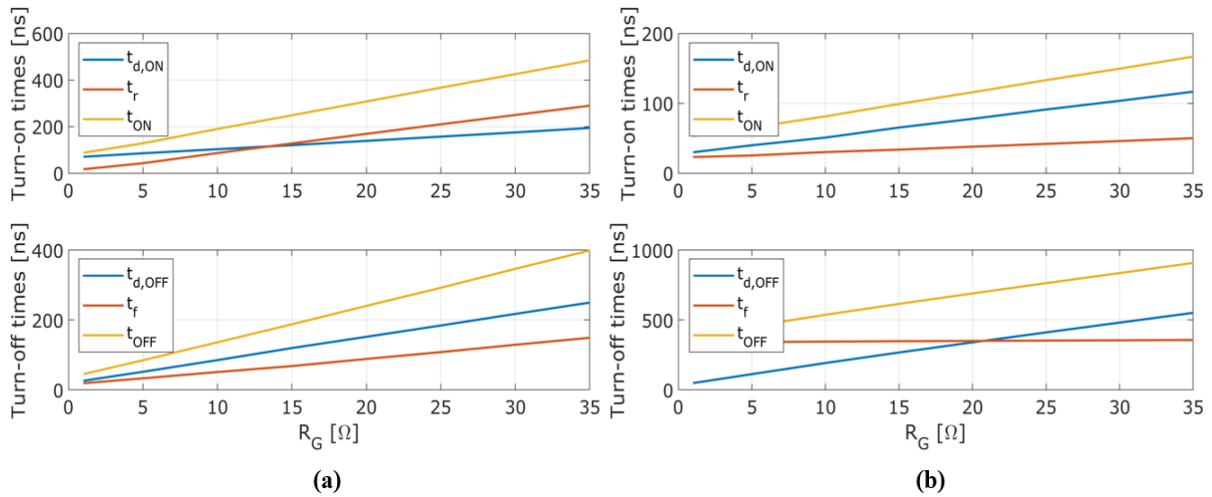 Turn-on times [ns]
600
400
200
0
t_d,ON
t_r
t_ON
0 5 10 15 20 25 30 35
Turn-off times [ns]
400
200
0
t_d,OFF
t_f
t_OFF
0 5 10 15 20 25 30 35
R_G [Ω]
(a)
Turn-on times [ns]
200
100
0
t_d,ON
t_r
t_ON
0 5 10 15 20 25 30 35
Turn-off times [ns]
1000
500
0
t_d,OFF
t_f
t_OFF
0 5 10 15 20 25 30 35
R_G [Ω]
(b)